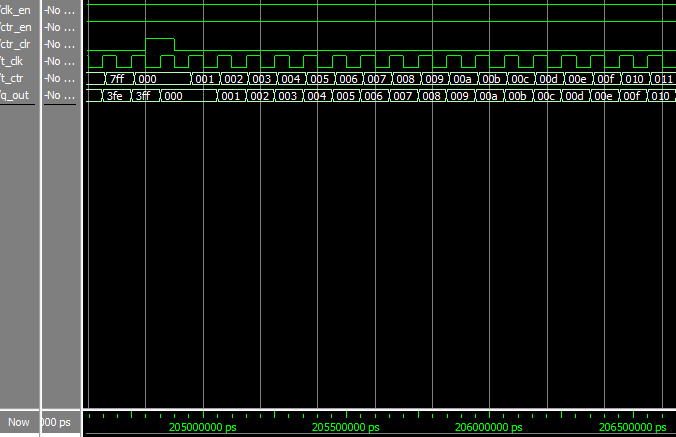 /clk_en -No ...
/ctr_en -No ...
/ctr_clr -No ...
/t_clk -No ...
/t_ctr -No ... 7ff 000 001 002 003 004 005 006 007 008 009 00a 00b 00c 00d 00e 00f 010 011
/q_out -No ... 3fe 3ff 000 001 002 003 004 005 006 007 008 009 00a 00b 00c 00d 00e 00f 010
Now 000 ps 205000000 ps 205500000 ps 206000000 ps 206500000 ps